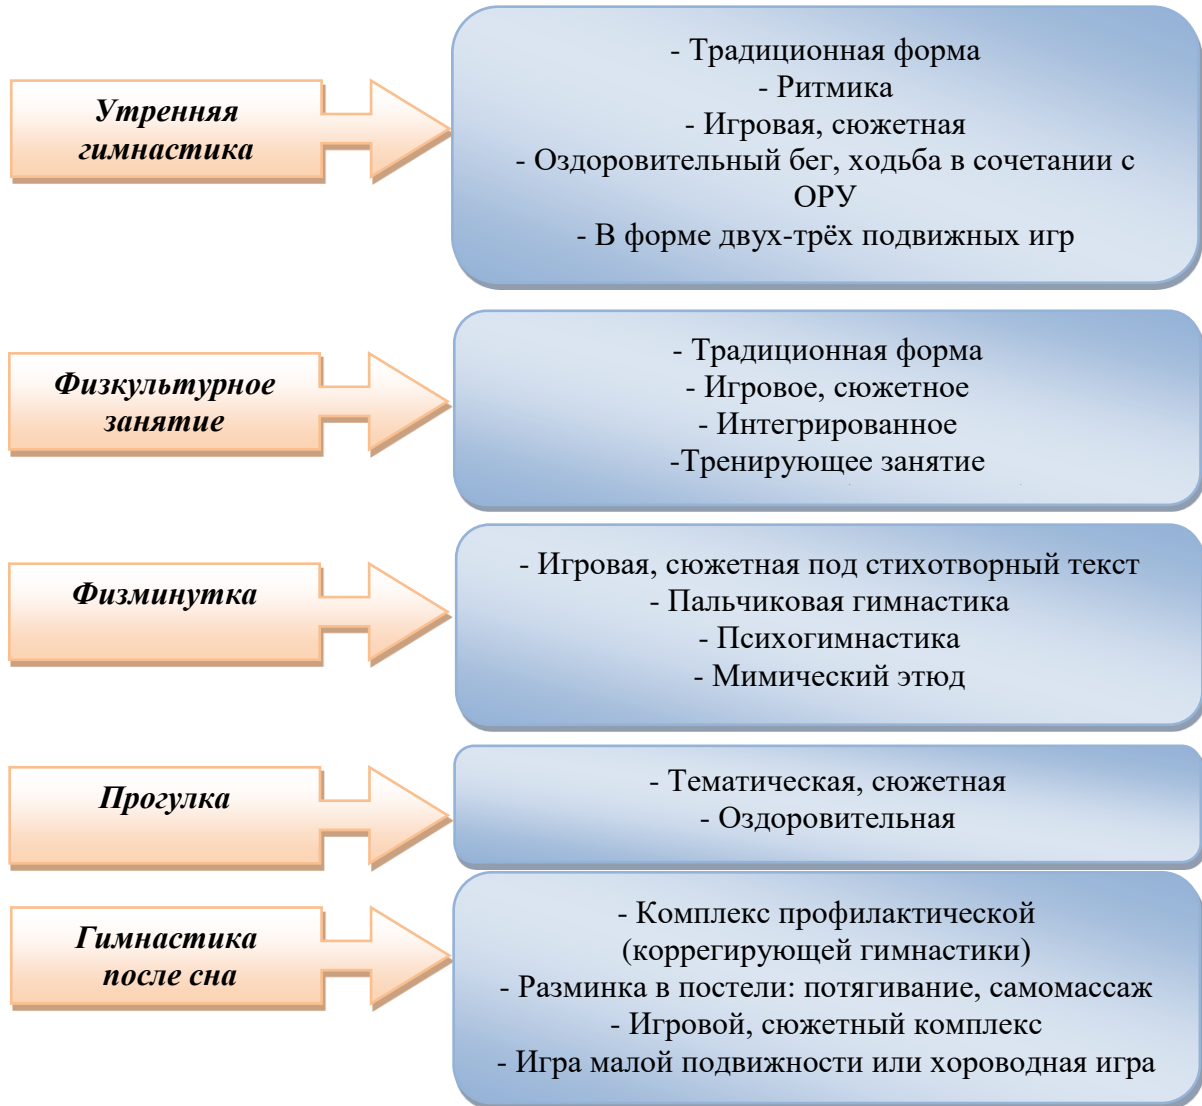 Утренняя
гимнастика
- Традиционная форма
- Ритмика
- Игровая, сюжетная
- Оздоровительный бег, ходьба в сочетании с
ОРУ
- В форме двух-трёх подвижных игр
Физкультурное
занятие
- Традиционная форма
- Игровое, сюжетное
- Интегрированное
-Тренирующее занятие
Физминутка
- Игровая, сюжетная под стихотворный текст
- Пальчиковая гимнастика
- Психогимнастика
- Мимический этюд
Прогулка
- Тематическая, сюжетная
- Оздоровительная
Гимнастика
после сна
- Комплекс профилактической
(коррегирующей гимнастики)
- Разминка в постели: потягивание, самомассаж
- Игровой, сюжетный комплекс
- Игра малой подвижности или хороводная игра